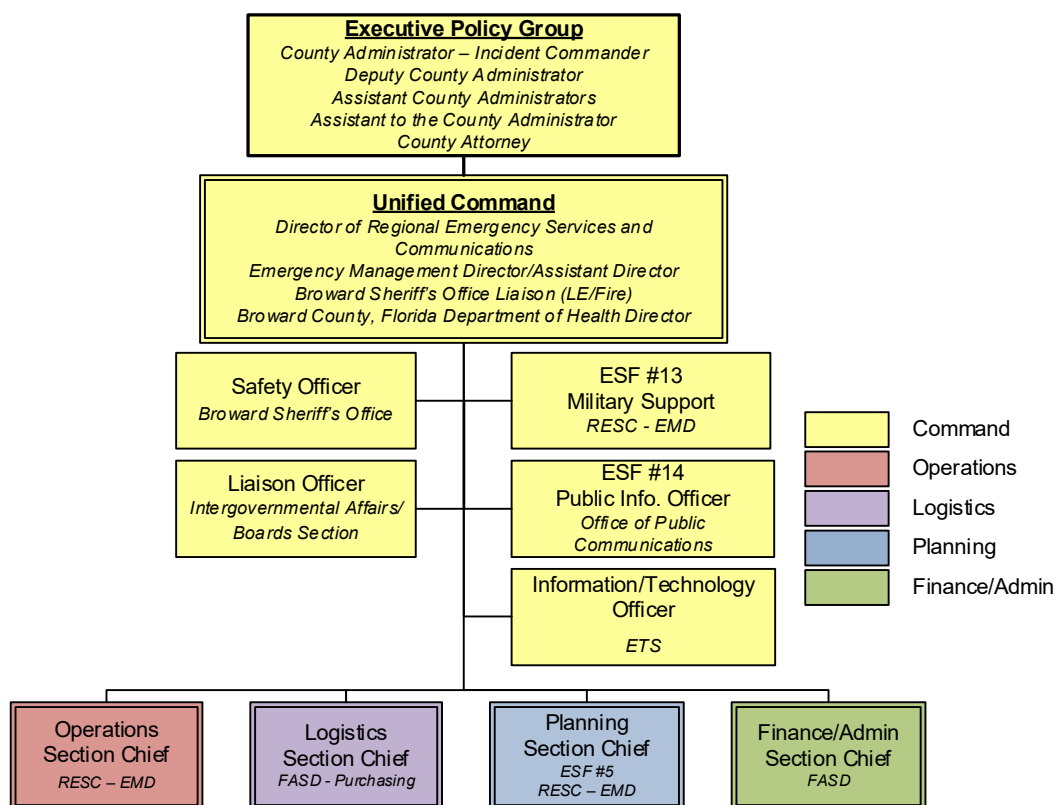 Executive Policy Group
County Administrator – Incident Commander
Deputy County Administrator
Assistant County Administrators
Assistant to the County Administrator
County Attorney
Unified Command
Director of Regional Emergency Services and
Communications
Emergency Management Director/Assistant Director
Broward Sheriff's Office Liaison (LE/Fire)
Broward County, Florida Department of Health Director
Safety Officer
Broward Sheriff's Office
ESF #13
Military Support
RESC - EMD
Liaison Officer
Intergovernmental Affairs/
Boards Section
ESF #14
Public Info. Officer
Office of Public
Communications
Information/Technology
Officer
ETS
Command
Operations
Logistics
Planning
Finance/Admin
Operations
Section Chief
RESC – EMD
Logistics
Section Chief
FASD - Purchasing
Planning
Section Chief
ESF #5
RESC – EMD
Finance/Admin
Section Chief
FASD